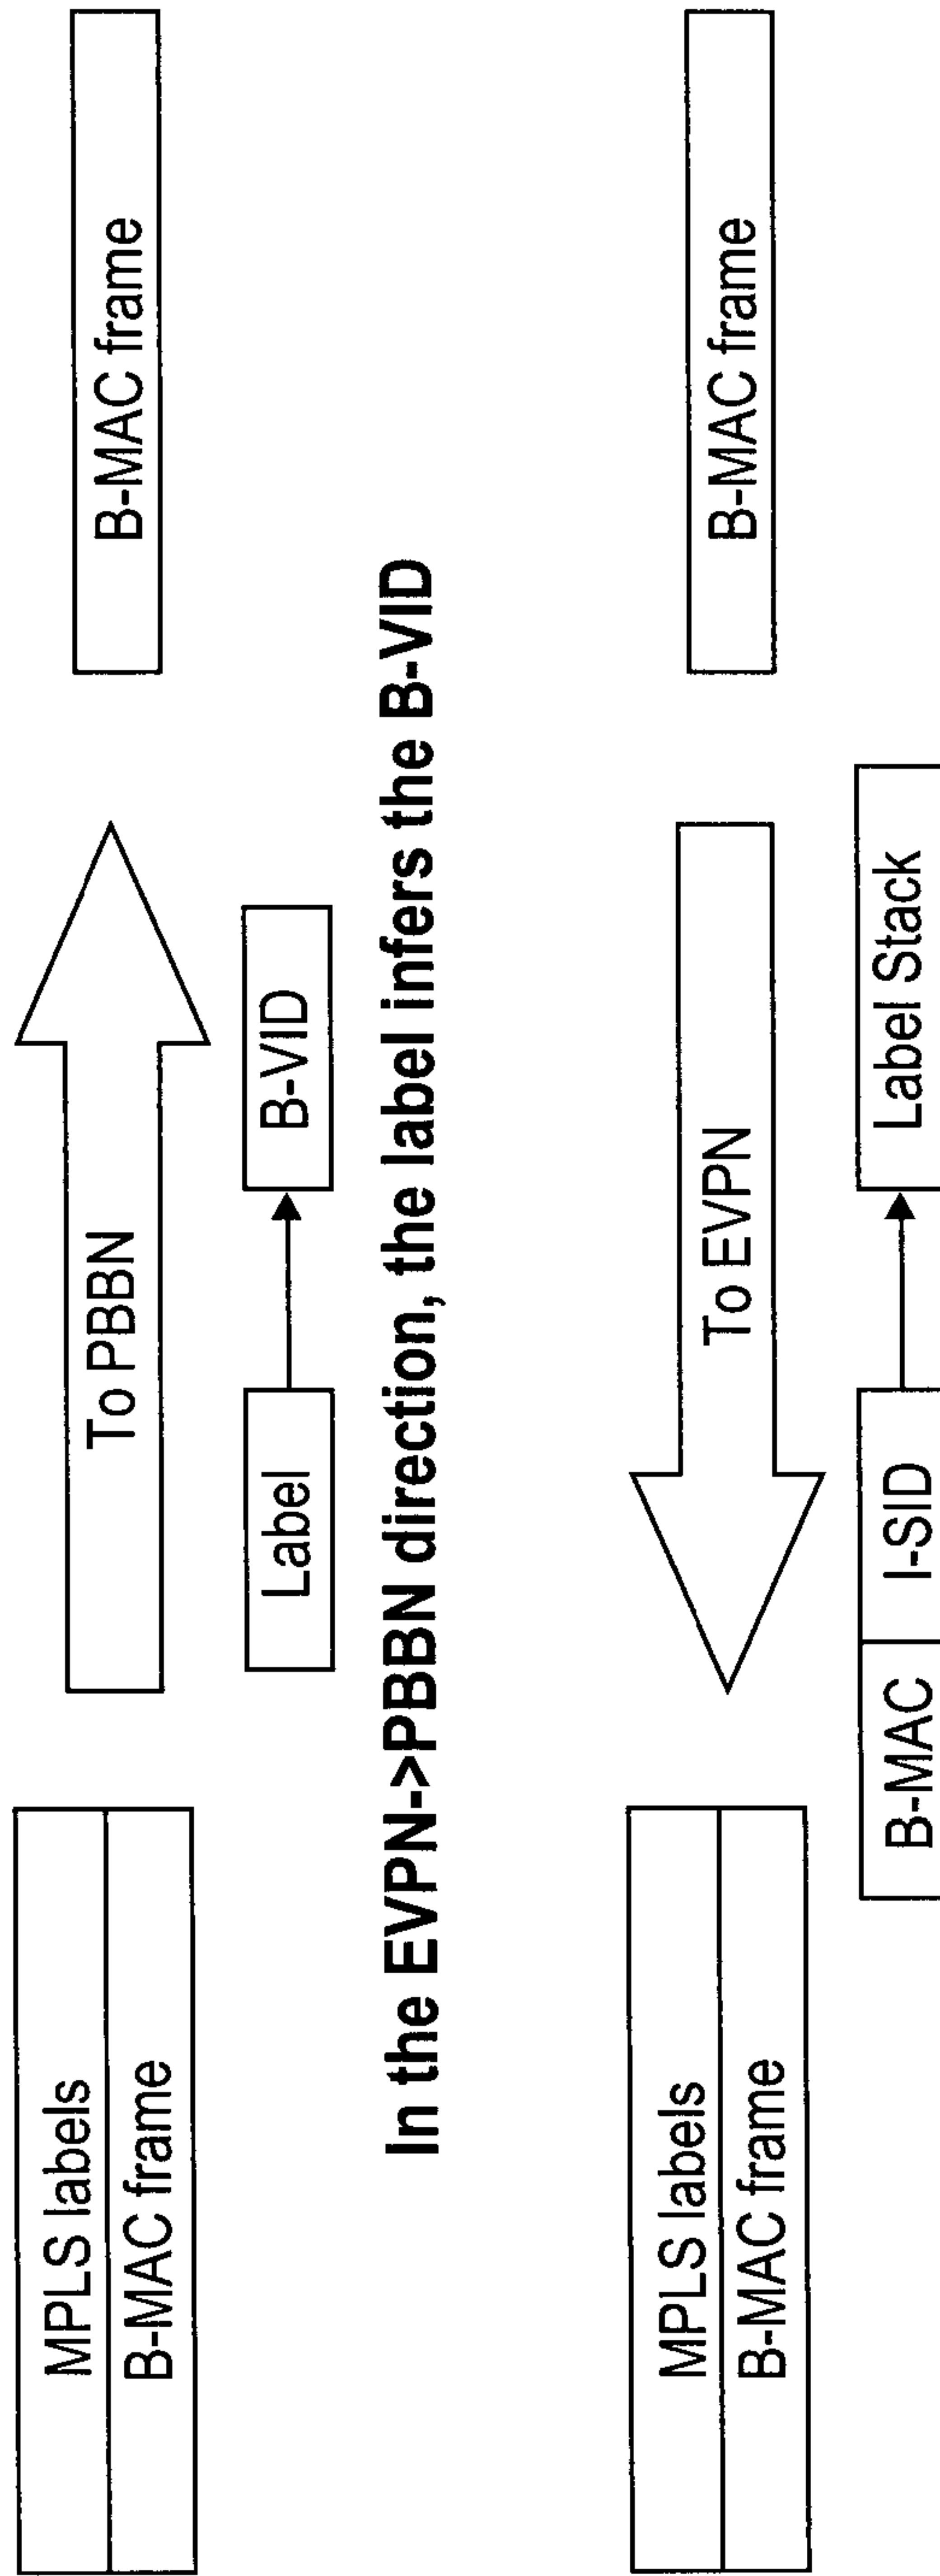 MPLS labels
B-MAC frame
To PBBN
B-MAC frame
Label
B-VID
In the EVPN->PBBN direction, the label infers the B-VID
MPLS labels
B-MAC frame
To EVPN
B-MAC frame
B-MAC
I-SID
Label Stack